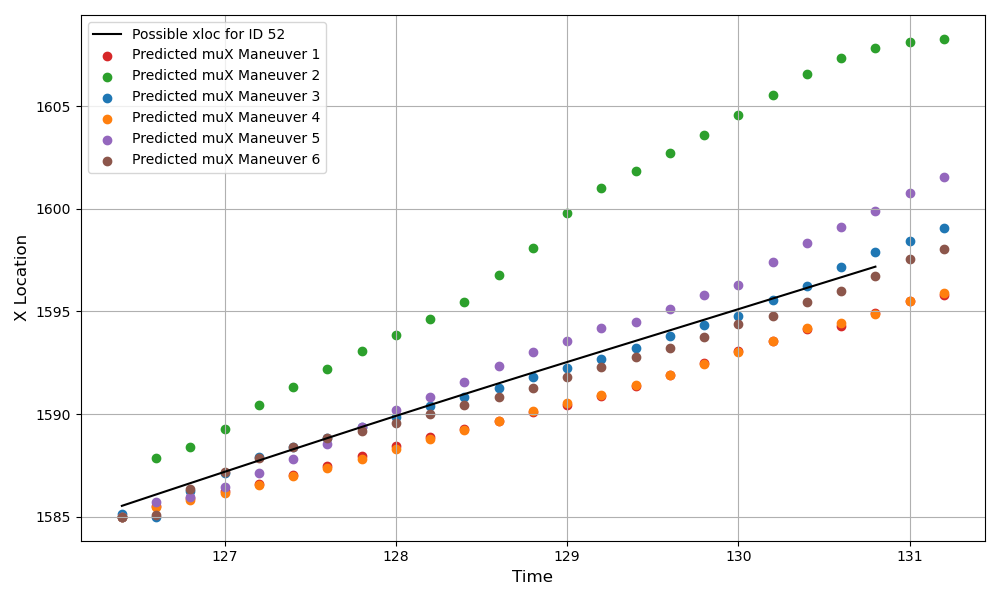 Possible xloc for ID 52
Predicted muX Maneuver 1
Predicted muX Maneuver 2
Predicted muX Maneuver 3
Predicted muX Maneuver 4
Predicted muX Maneuver 5
Predicted muX Maneuver 6
X Location
1605
1600
1595
1590
1585
127
128
129
130
131
Time